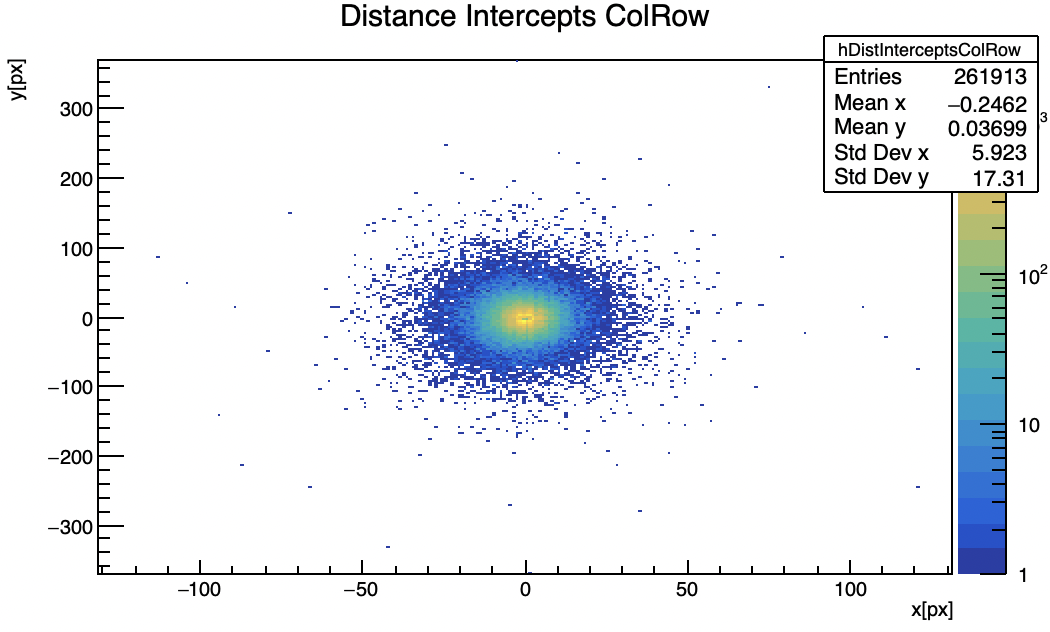 Distance Intercepts ColRow
hDistInterceptsColRow
Entries 261913
Mean x −0.2462
Mean y 0.03699
Std Dev x 5.923
Std Dev y 17.31
y[px]
300
200
100
0
−100
−200
−300
−100 −50 0 50 100
x[px]
3
10²
10
1